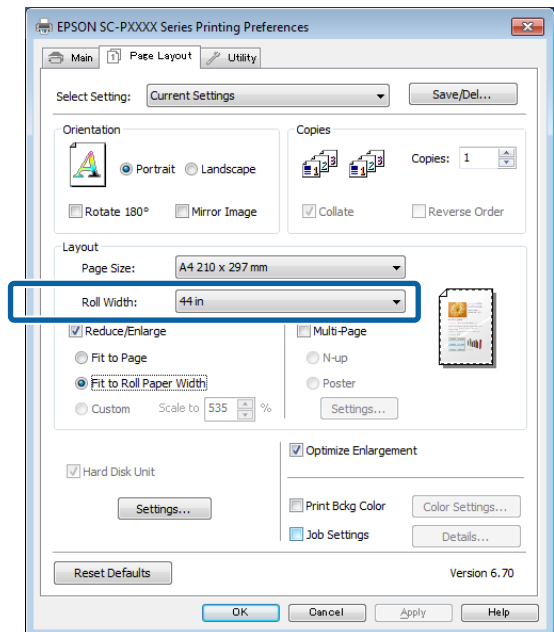 EPSON SC-PXXXX Series Printing Preferences
Main Page Layout Utility
Select Setting: Current Settings Save/Del...
Orientation Copies
Portrait Landscape Copies: 1
Rotate 180° Mirror Image Collate Reverse Order
Layout
Page Size: A4 210 x 297 mm
Roll Width: 44 in
Reduce/Enlarge Multi-Page
Fit to Page N-up
Fit to Roll Paper Width Poster
Custom Scale to 535 % Settings...
Optimize Enlargement
Hard Disk Unit
Settings... Print Bckg Color Color Settings...
Job Settings Details...
Reset Defaults Version 6.70
OK Cancel Apply Help